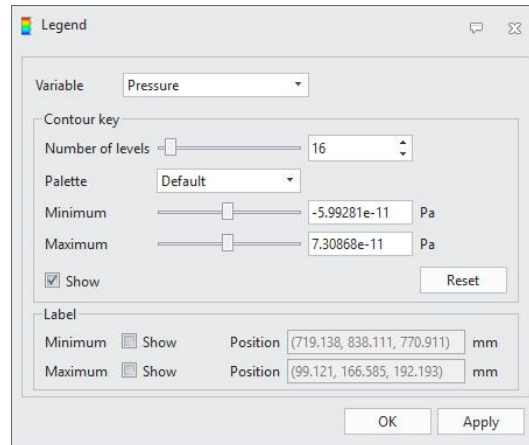 Legend
Variable Pressure
Contour key
Number of levels 16
Palette Default
Minimum -5.99281e-11 Pa
Maximum 7.30868e-11 Pa
Show Reset
Label
Minimum Show Position (719.138, 838.111, 770.911) mm
Maximum Show Position (99.121, 166.585, 192.193) mm
OK Apply